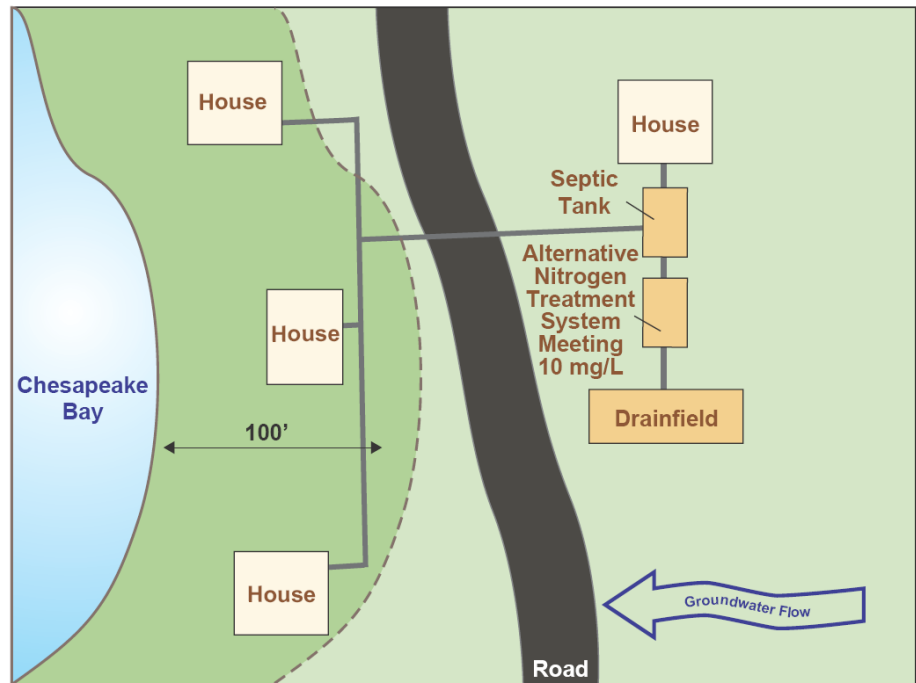 House
House
Septic
Tank
Alternative
Nitrogen
Treatment
System
Meeting
10 mg/L
House
Chesapeake
Bay
Drainfield
100’
House
Groundwater Flow
Road